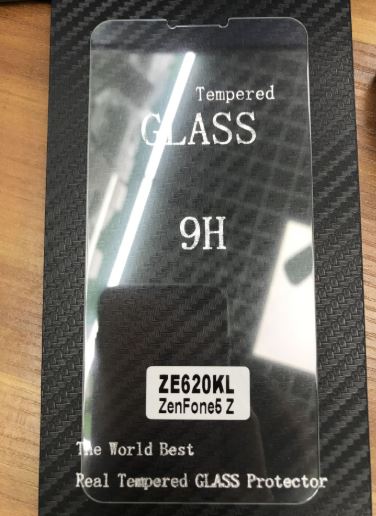 Tempered
GLASS
9H
ZE620KL
ZenFone5 Z
The World Best
Real Tempered GLASS Protector